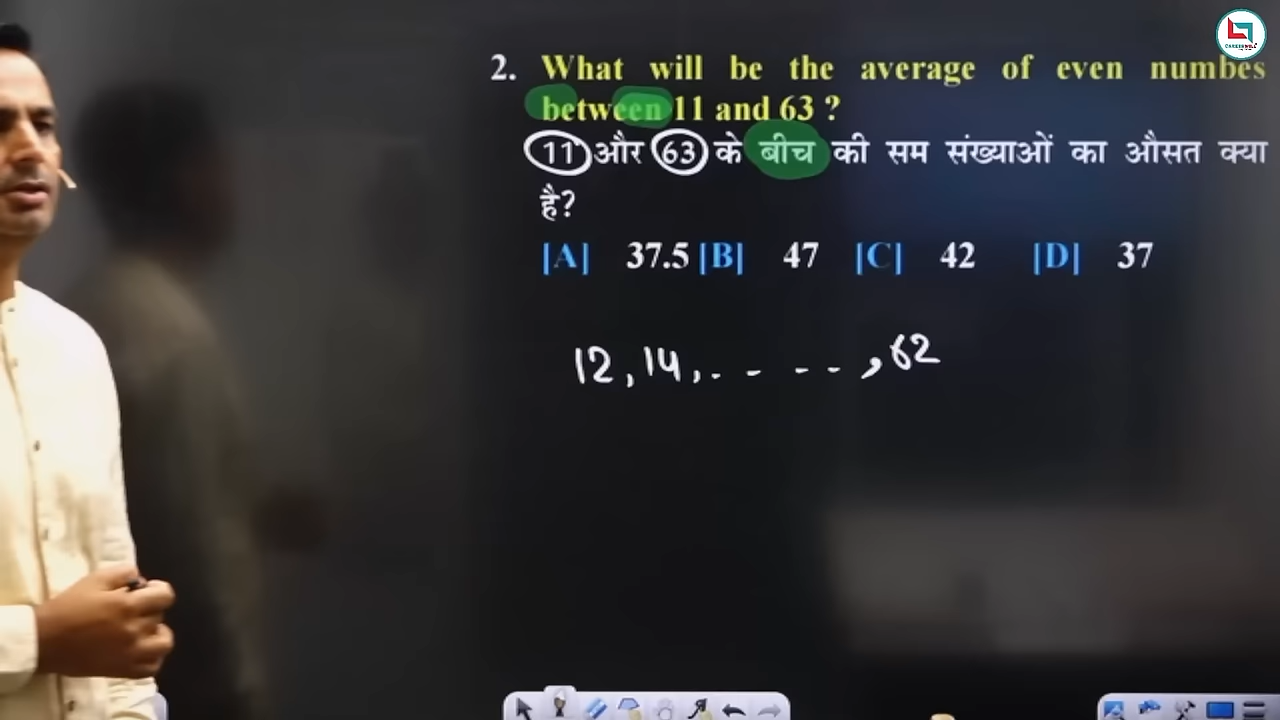 2. What will be the average of even numbes
between 11 and 63 ?
11 और 63 के बीच की सम संख्याओं का औसत क्या
है?
[A] 37.5 [B] 47 [C] 42 [D] 37
12, 14, . - - . . , 62
CAREERWILL